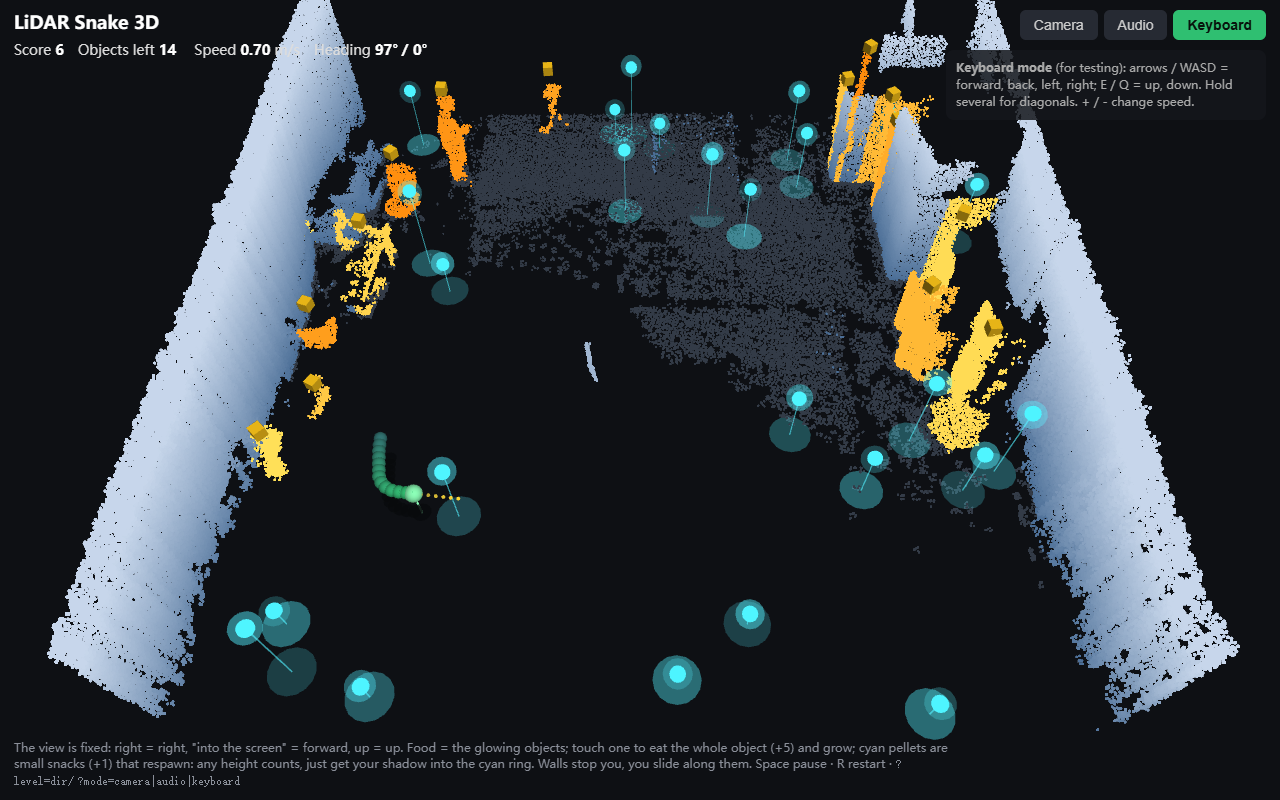 LiDAR Snake 3D
Score 6 Objects left 14 Speed 0.70 Heading 97° / 0°
Camera Audio Keyboard
Keyboard mode (for testing): arrows / WASD =
forward, back, left, right; E / Q = up, down. Hold
several for diagonals. + / - change speed.
The view is fixed: right = right, "into the screen" = forward, up = up. Food = the glowing objects; touch one to eat the whole object (+5) and grow; cyan pellets are
small snacks (+1) that respawn: any height counts, just get your shadow into the cyan ring. Walls stop you, you slide along them. Space pause · R restart · ?
level=dir/ ?mode=camera|audio|keyboard